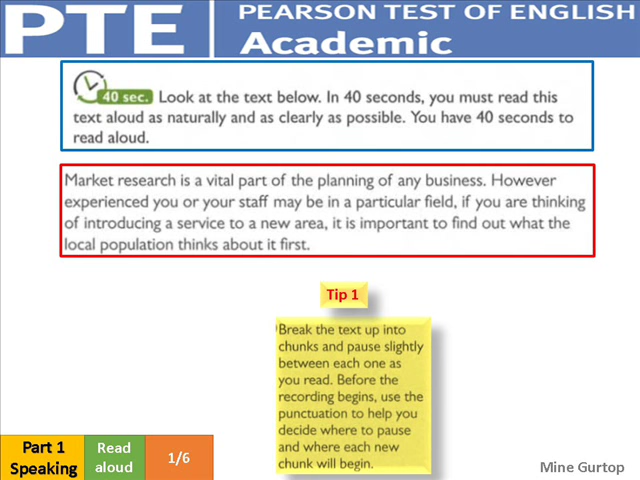 PTE
PEARSON TEST OF ENGLISH
Academic
40 sec. Look at the text below. In 40 seconds, you must read this
text aloud as naturally and as clearly as possible. You have 40 seconds to
read aloud.
Market research is a vital part of the planning of any business. However
experienced you or your staff may be in a particular field, if you are thinking
of introducing a service to a new area, it is important to find out what the
local population thinks about it first.
Tip 1
Break the text up into
chunks and pause slightly
between each one as
you read. Before the
recording begins, use the
punctuation to help you
decide where to pause
and where each new
chunk will begin.
Part 1
Speaking
Read
aloud
1/6
Mine Gurtop